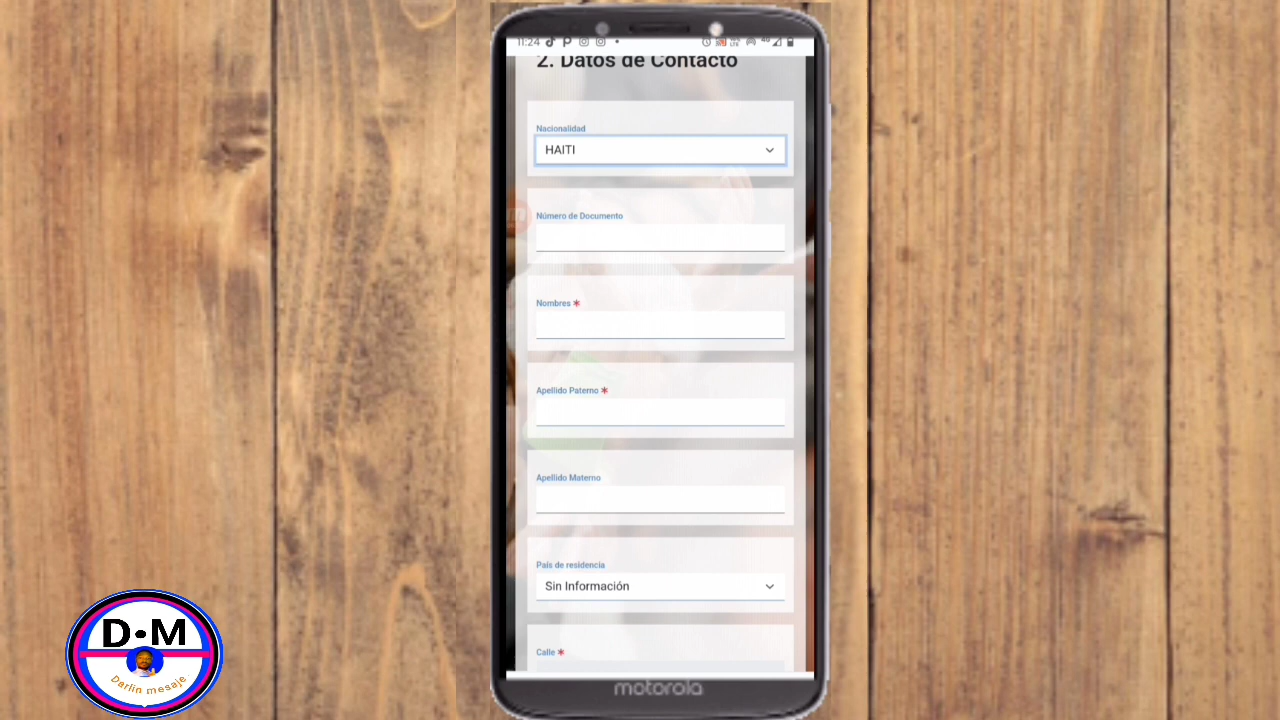 11:24
2. Datos de Contacto
Nacionalidad
HAITI
Número de Documento
Nombres *
Apellido Paterno *
Apellido Materno
País de residencia
Sin Información
Calle *
motorola
D•M
Darlin mesaje